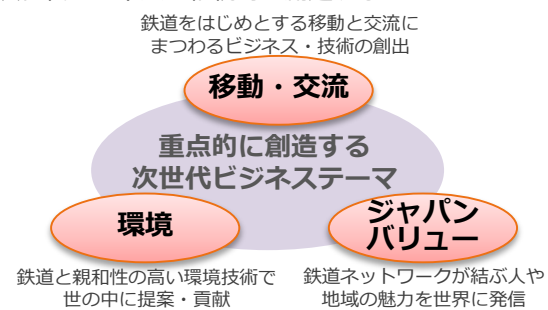 鉄道をはじめとする移動と交流に
まつわるビジネス・技術の創出
移動・交流
重点的に創造する
次世代ビジネステーマ
環境
ジャパン
バリュー
鉄道と親和性の高い環境技術で
世の中に提案・貢献
鉄道ネットワークが結ぶ人や
地域の魅力を世界に発信